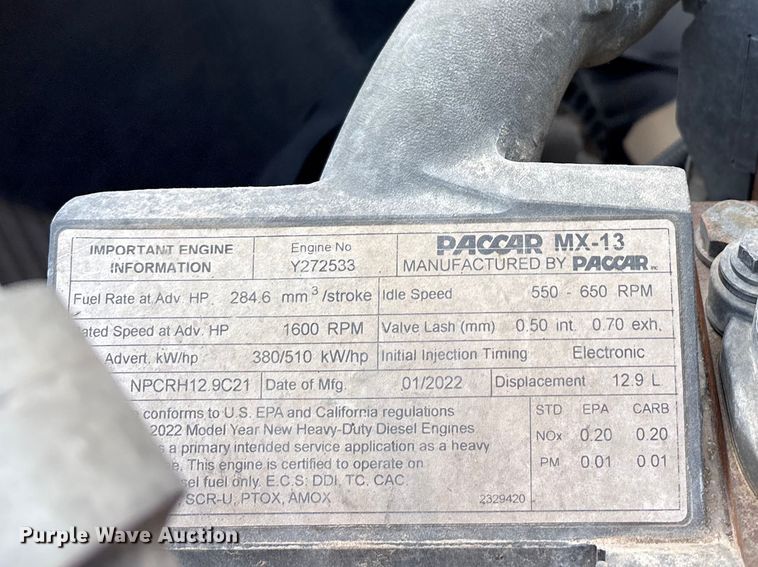 IMPORTANT ENGINE INFORMATION
Engine No Y272533
PACCAR MX-13
MANUFACTURED BY PACCAR INC
Fuel Rate at Adv. HP 284.6 mm³/stroke Idle Speed 550 - 650 RPM
ated Speed at Adv. HP 1600 RPM Valve Lash (mm) 0.50 int. 0.70 exh.
Advert. kW/hp 380/510 kW/hp Initial Injection Timing Electronic
NPCRH12.9C21 Date of Mfg. 01/2022 Displacement 12.9 L
e conforms to U.S. EPA and California regulations
2022 Model Year New Heavy-Duty Diesel Engines
s a primary intended service application as a heavy
e. This engine is certified to operate on
sel fuel only. E.C.S: DDI, TC, CAC,
SCR-U, PTOX, AMOX
STD EPA CARB
NOx 0.20 0.20
PM 0.01 0.01
2329420
Purple Wave Auction